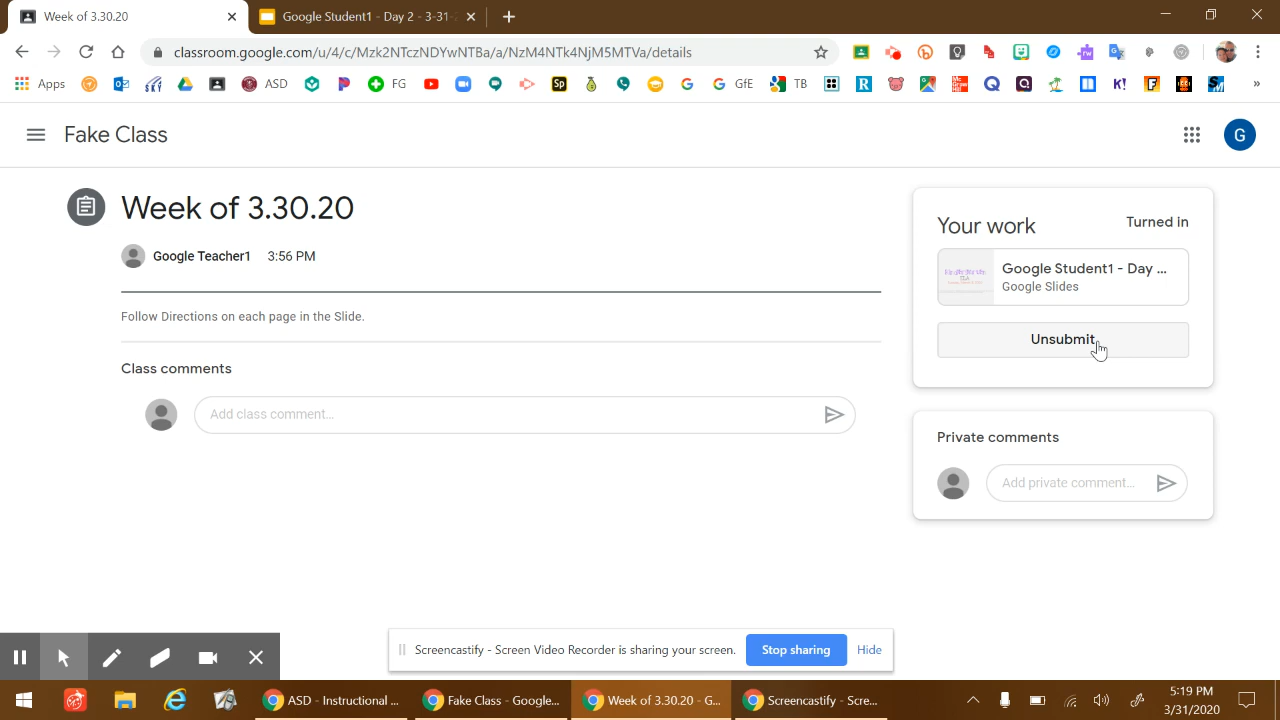 Week of 3.30.20
Google Student1 - Day 2 - 3-31-2
classroom.google.com/u/4/c/Mzk2NTczNDYwNTBa/a/NzM4NTk4NjM5MTVa/details
Apps
ASD
FG
Sp
GfE
TB
R
K!
»
Fake Class
G
Week of 3.30.20
Google Teacher1 3:56 PM
Follow Directions on each page in the Slide.
Class comments
Add class comment...
Your work
Turned in
Google Student1 - Day ...
Google Slides
Unsubmit
Private comments
Add private comment...
Screencastify - Screen Video Recorder is sharing your screen.
Stop sharing
Hide
ASD - Instructional ...
Fake Class - Google...
Week of 3.30.20 - G...
Screencastify - Scre...
5:19 PM
3/31/2020